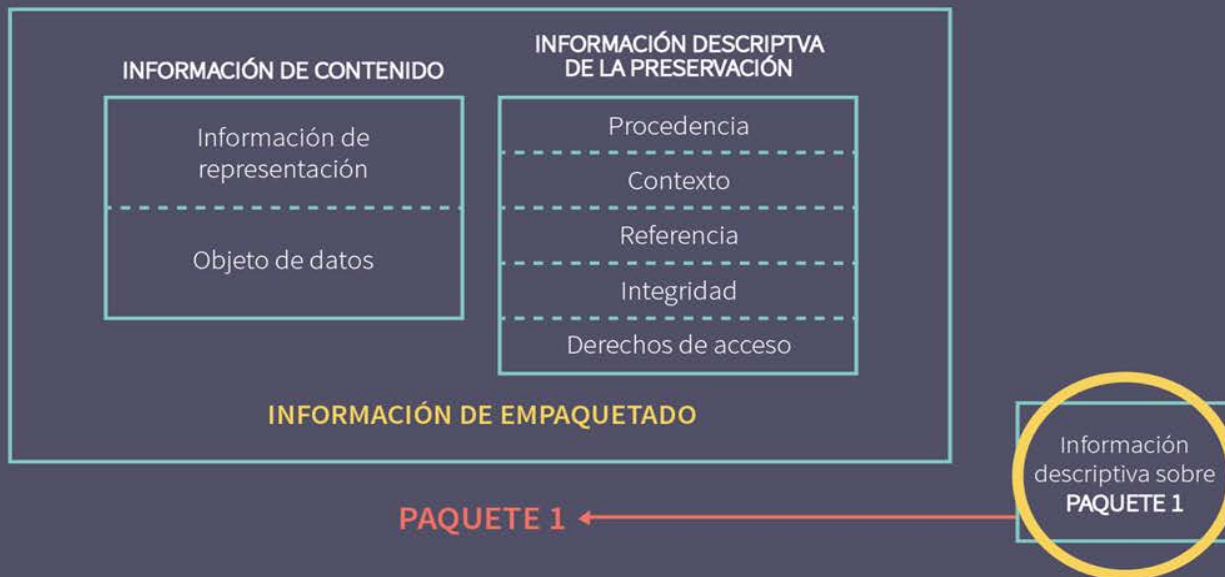 INFORMACIÓN DE CONTENIDO
Información de
representación
Objeto de datos
INFORMACIÓN DESCRIPTVA
DE LA PRESERVACIÓN
Procedencia
Contexto
Referencia
Integridad
Derechos de acceso
INFORMACIÓN DE EMPAQUETADO
PAQUETE 1
Información
descriptiva sobre
PAQUETE 1